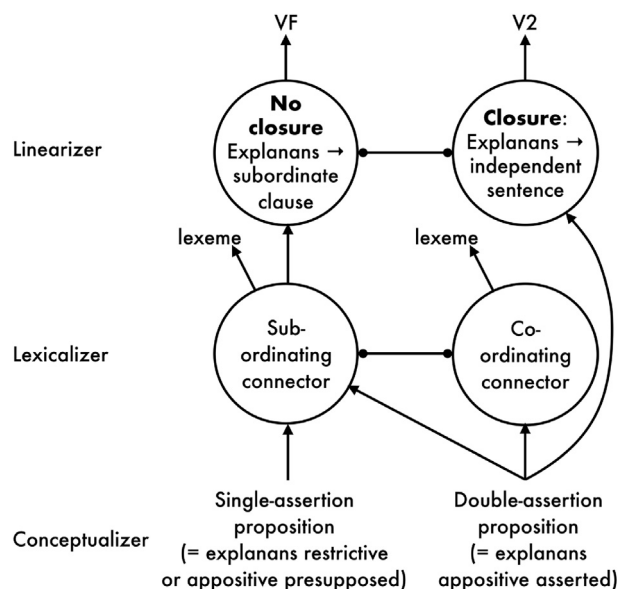 VF
V2
Linearizer
No
closure
Explanans →
subordinate
clause
Closure:
Explanans →
independent
sentence
lexeme
lexeme
Lexicalizer
Sub-
ordinating
connector
Co-
ordinating
connector
Conceptualizer
Single-assertion
proposition
(= explanans restrictive
or appositive presupposed)
Double-assertion
proposition
(= explanans
appositive asserted)